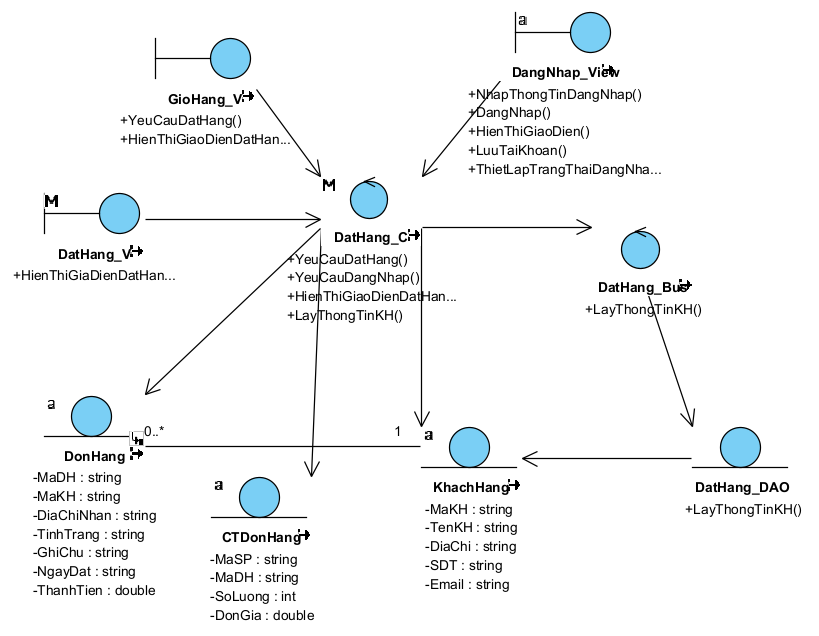 GioHang_V
+YeuCauDatHang()
+HienThiGiaoDienDatHan...
a
DangNhap_View
+NhapThongTinDangNhap()
+DangNhap()
+HienThiGiaoDien()
+LuuTaiKhoan()
+ThietLapTrangThaiDangNha...
M
DatHang_V
+HienThiGiaDienDatHan...
M
DatHang_C
+YeuCauDatHang()
+YeuCauDangNhap()
+HienThiGiaoDienDatHan...
+LayThongTinKH()
DatHang_Bus
+LayThongTinKH()
a
0..*
1
DonHang
-MaDH : string
-MaKH : string
-DiaChiNhan : string
-TinhTrang : string
-GhiChu : string
-NgayDat : string
-ThanhTien : double
a
CTDonHang
-MaSP : string
-MaDH : string
-SoLuong : int
-DonGia : double
a
KhachHang
-MaKH : string
-TenKH : string
-DiaChi : string
-SDT : string
-Email : string
DatHang_DAO
+LayThongTinKH()